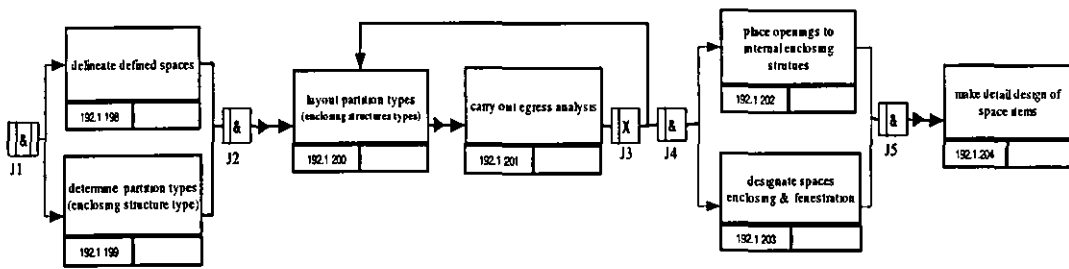 delineate defined spaces
192.1 198
&
J1
determine partition types
(enclosing structure type)
192.1 199
&
J2
layout partition types
(enclosing structures types)
192.1 200
carry out egress analysis
192.1 201
X
J3
&
J4
place openings to
internal enclosing
strutues
192.1 202
designate spaces
enclosing & fenestration
192.1 203
&
J5
make detail design of
space items
192.1.204